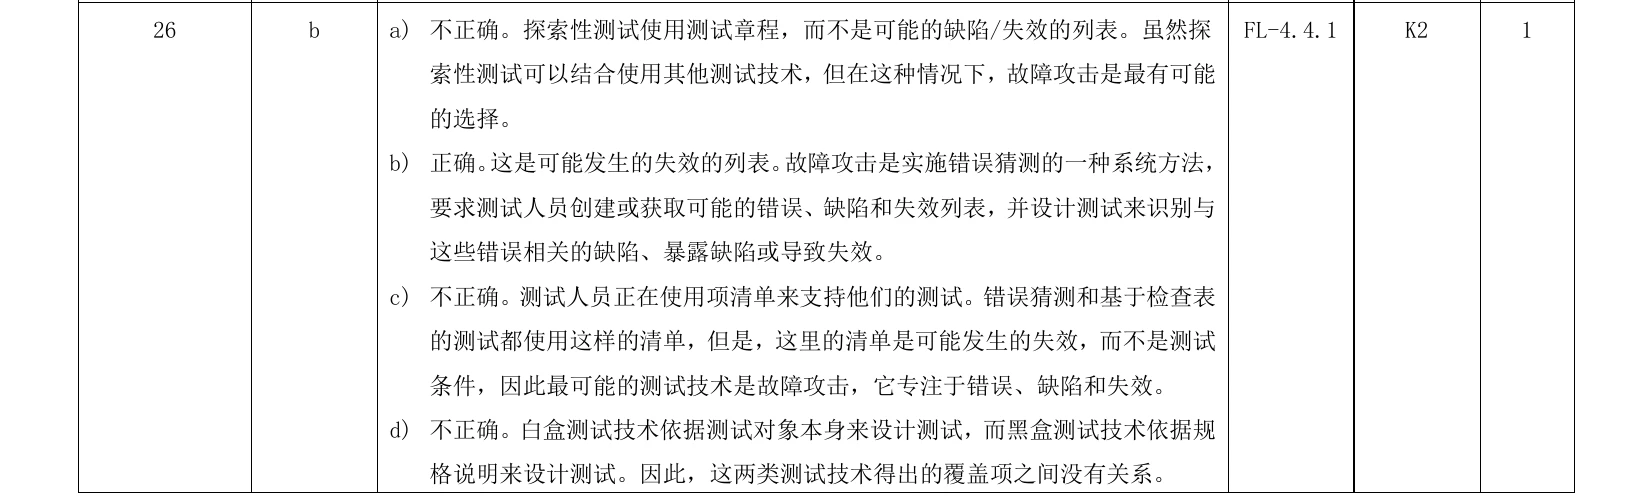 26
b
a) 不正确。探索性测试使用测试章程，而不是可能的缺陷/失效的列表。虽然探
索性测试可以结合使用其他测试技术，但在这种情况下，故障攻击是最有可能
的选择。
b) 正确。这是可能发生的失效的列表。故障攻击是实施错误猜测的一种系统方法，
要求测试人员创建或获取可能的错误、缺陷和失效列表，并设计测试来识别与
这些错误相关的缺陷、暴露缺陷或导致失效。
c) 不正确。测试人员正在使用项清单来支持他们的测试。错误猜测和基于检查表
的测试都使用这样的清单，但是，这里的清单是可能发生的失效，而不是测试
条件，因此最可能的测试技术是故障攻击，它专注于错误、缺陷和失效。
d) 不正确。白盒测试技术依据测试对象本身来设计测试，而黑盒测试技术依据规
格说明来设计测试。因此，这两类测试技术得出的覆盖项之间没有关系。
FL-4.4.1
K2
1